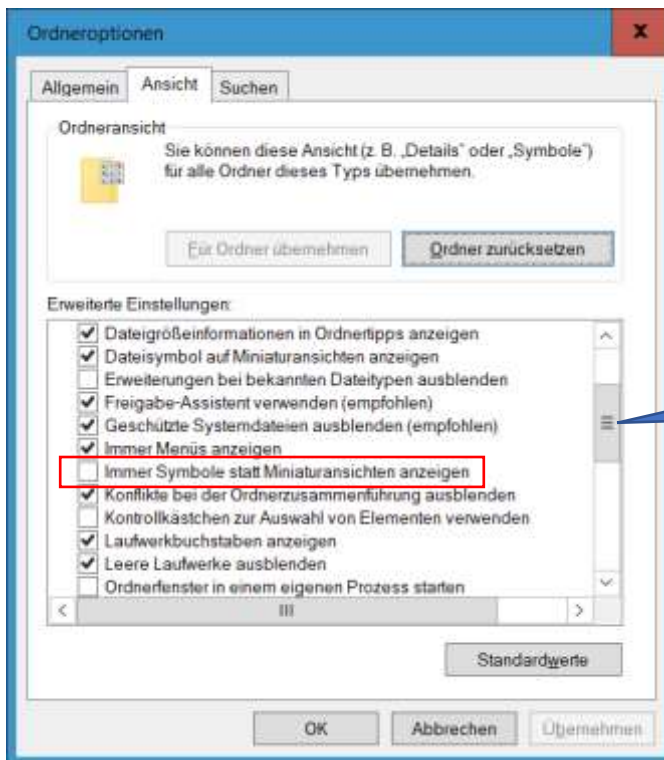 Ordneroptionen
Allgemein Ansicht Suchen
Ordneransicht
Sie können diese Ansicht (z. B. „Details“ oder „Symbole“)
für alle Ordner dieses Typs übernehmen.
Für Ordner übernehmen Ordner zurücksetzen
Erweiterte Einstellungen:
Dateigrößeinformationen in Ordnertipps anzeigen
Dateisymbol auf Miniaturansichten anzeigen
Erweiterungen bei bekannten Dateitypen ausblenden
Freigabe-Assistent verwenden (empfohlen)
Geschützte Systemdateien ausblenden (empfohlen)
Immer Menüs anzeigen
Immer Symbole statt Miniaturansichten anzeigen
Konflikte bei der Ordnerzusammenführung ausblenden
Kontrollkästchen zur Auswahl von Elementen verwenden
Laufwerkbuchstaben anzeigen
Leere Laufwerke ausblenden
Ordnerfenster in einem eigenen Prozess starten
Standardwerte
OK Abbrechen Übernehmen